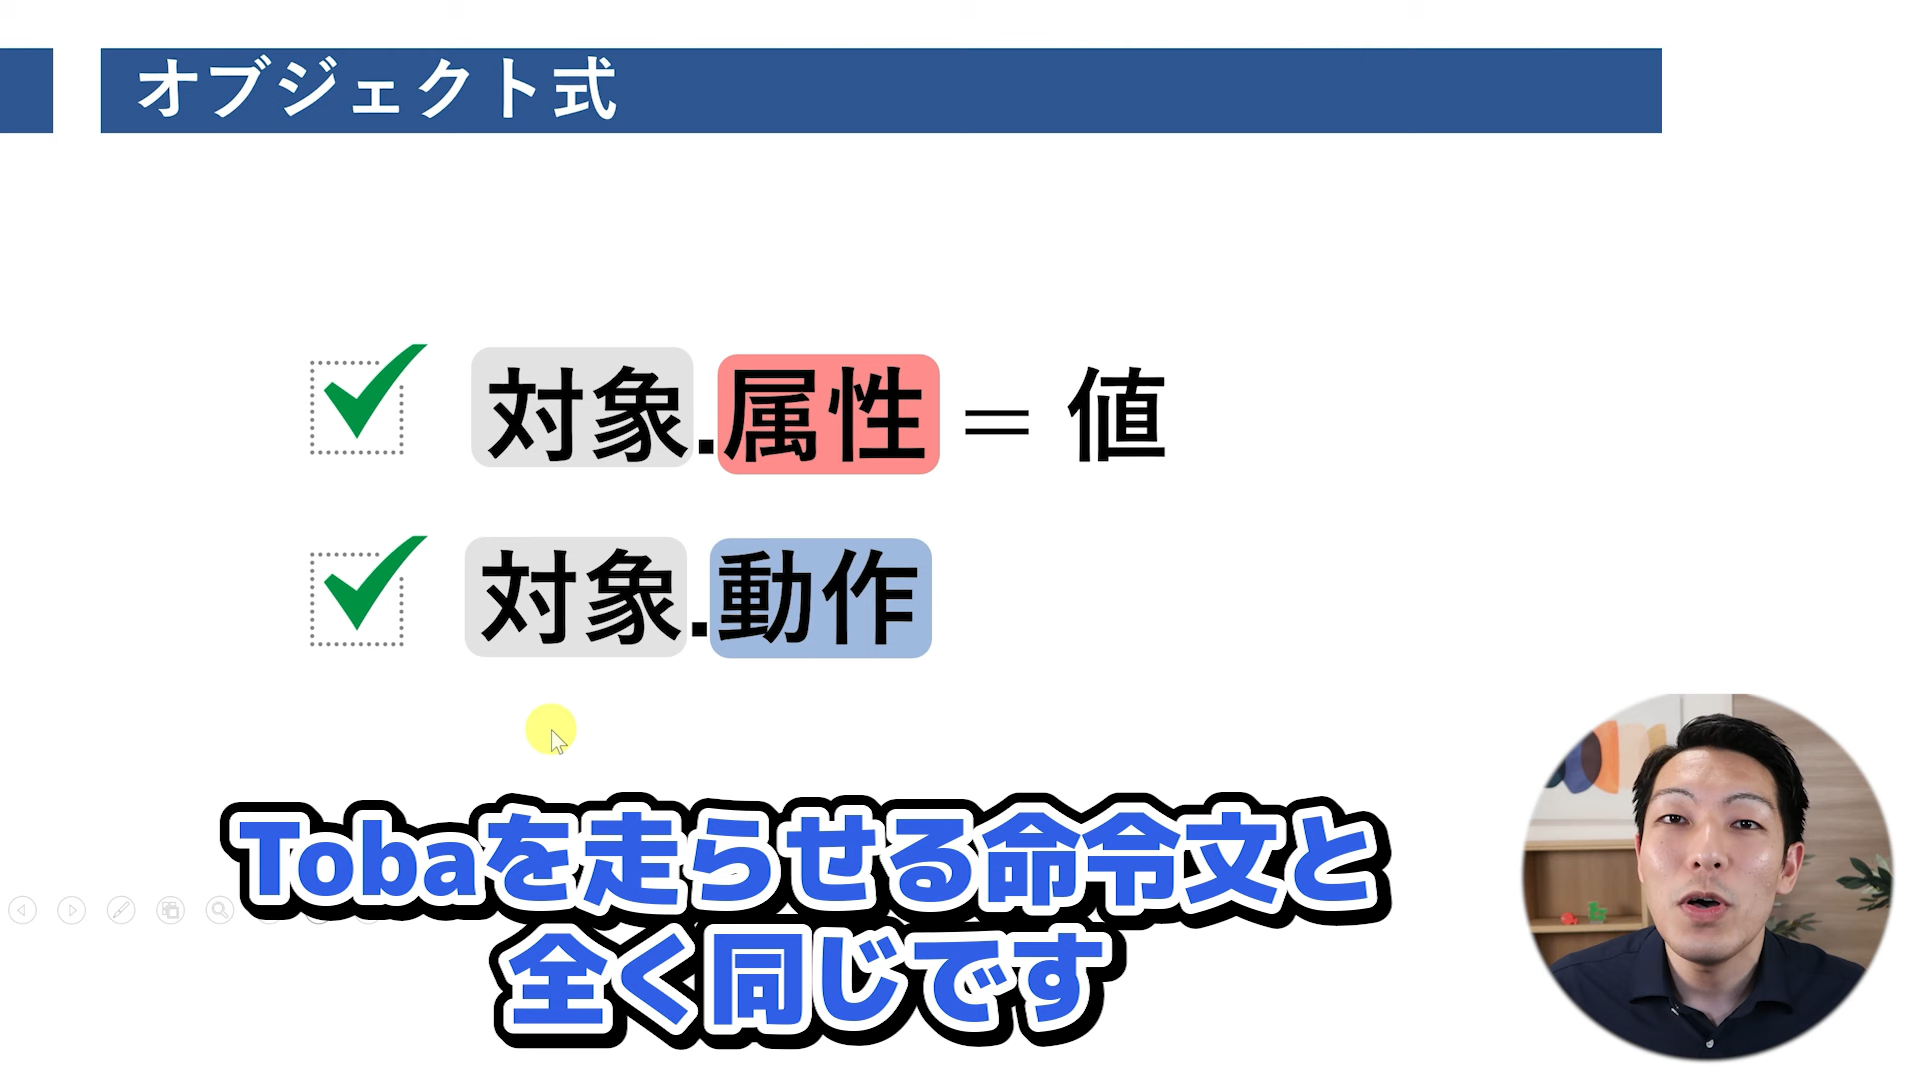 オブジェクト式
対象.属性 = 値
対象.動作
Tobaを走らせる命令文と
全く同じです